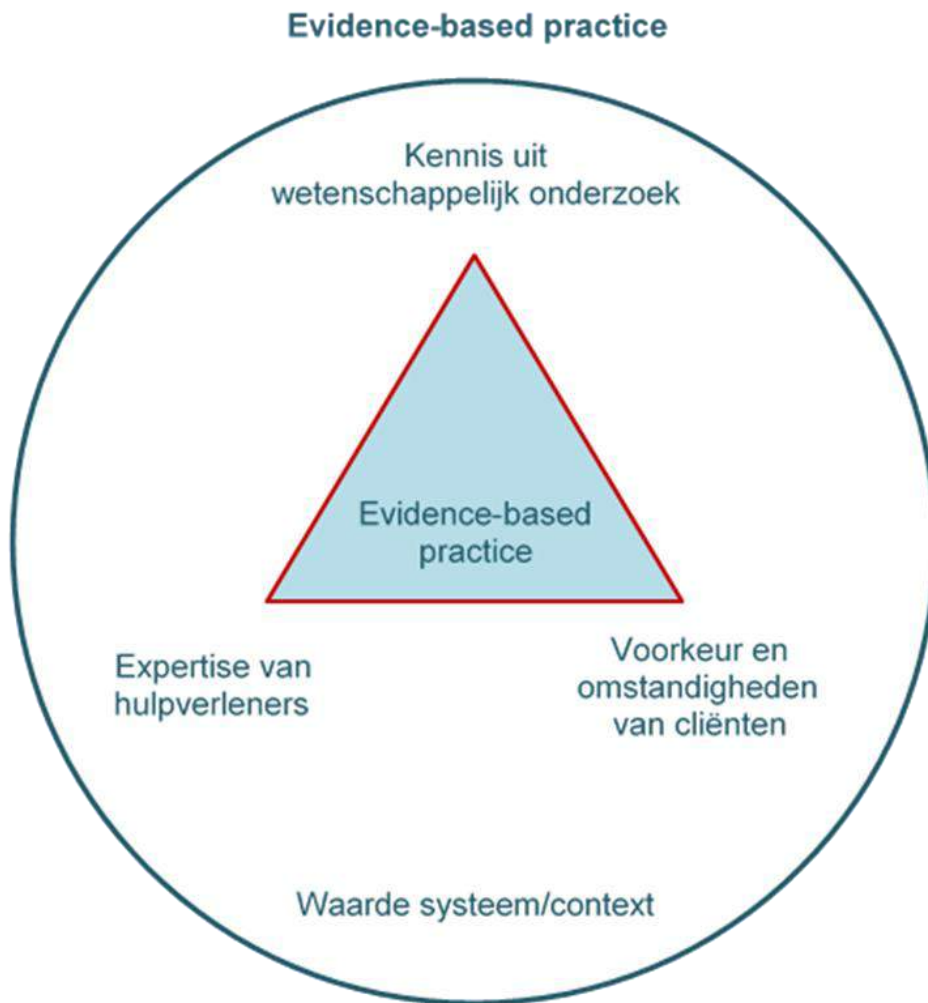 Evidence-based practice
Kennis uit
wetenschappelijk onderzoek
Evidence-based
practice
Expertise van
hulpverleners
Voorkeur en
omstandigheden
van cliënten
Waarde systeem/context